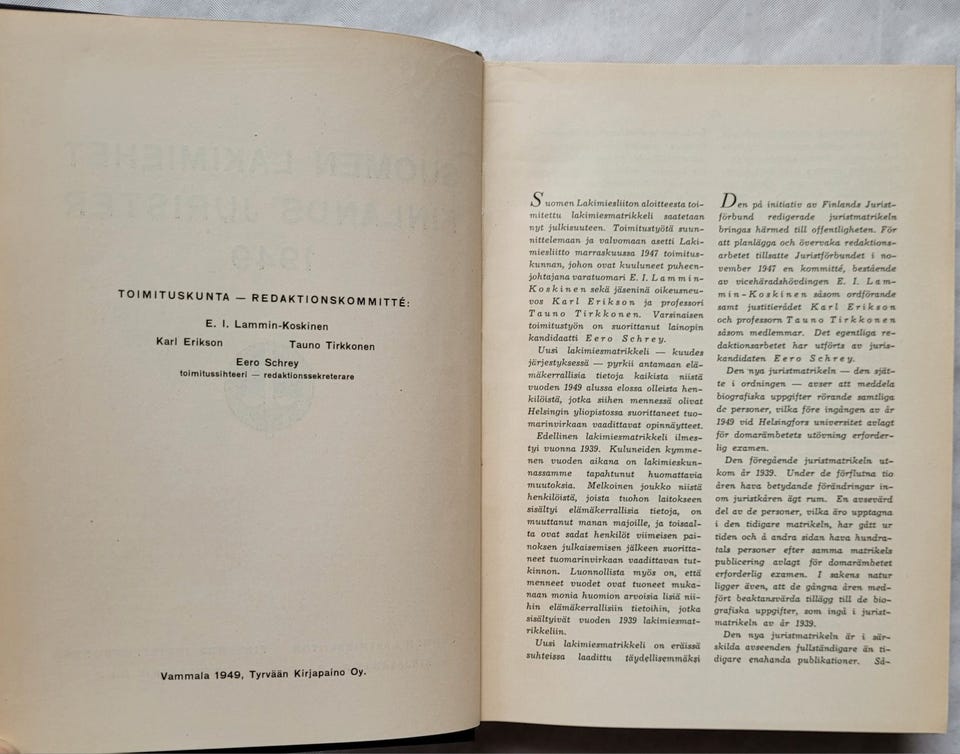 SUOMEN LAKIMIEHET
FINLANDS JURISTER
1949
TOIMITUSKUNTA — REDAKTIONSKOMMITTÉ:
E. I. Lammin-Koskinen
Karl Erikson Tauno Tirkkonen
Eero Schrey
toimitussihteeri — redaktionssekreterare
Vammala 1949, Tyrvään Kirjapaino Oy.
Suomen Lakimiesliiton aloitteesta toi-
mitettu lakimiesmatrikkeli saatetaan
nyt julkisuuteen. Toimitustyötä suun-
nittelemaan ja valvomaan asetti Laki-
miesliitto marraskuussa 1947 toimitus-
kunnan, johon ovat kuuluneet puheen-
johtajana varatuomari E. I. Lammin-
Koskinen sekä jäseninä oikeusneu-
vos Karl Erikson ja professori
Tauno Tirkkonen. Varsinaisen
toimitustyön on suorittanut lainopin
kandidaatti Eero Schrey.
Uusi lakimiesmatrikkeli — kuudes
järjestyksessä — pyrkii antamaan elä-
mäkerrallisia tietoja kaikista niistä
vuoden 1949 alussa elossa olleista hen-
kilöistä, jotka siihen mennessä olivat
Helsingin yliopistossa suorittaneet tuo-
marinvirkaan vaadittavat opinnäytteet.
Edellinen lakimiesmatrikkeli ilmes-
tyi vuonna 1939. Kuluneiden kymme-
nen vuoden aikana on lakimieskun-
nassamme tapahtunut huomattavia
muutoksia. Melkoinen joukko niistä
henkilöistä, joista tuohon laitokseen
sisältyi elämäkerrallisia tietoja, on
muuttanut manan majoille, ja toisaal-
ta ovat sadat henkilöt viimeisen pai-
noksen julkaisemisen jälkeen suoritta-
neet tuomarinvirkaan vaadittavan tut-
kinnon. Luonnollista myös on, että
menneet vuodet ovat tuoneet muka-
naan monia huomion arvoisia lisiä nii-
hin elämäkerrallisiin tietoihin, jotka
sisältyivät vuoden 1939 lakimiesmat-
rikkeliin.
Uusi lakimiesmatrikkeli on eräissä
suhteissa laadittu täydellisemmäksi
Den på initiativ av Finlands Jurist-
förbund redigerade juristmatrikeln
bringas härmed till offentligheten. För
att planlägga och övervaka redaktions-
arbetet tillsatte Juristförbundet i no-
vember 1947 en kommitté, bestående
av vicehäradshövdingen E. I. Lam-
min-Koskinen såsom ordförande
samt justitierådet Karl Erikson
och professorn Tauno Tirkkonen
såsom medlemmar. Det egentliga re-
daktionsarbetet har utförts av juris-
kandidaten Eero Schrey.
Den nya juristmatrikeln — den sjät-
te i ordningen — avser att meddela
biografiska uppgifter rörande samtliga
de personer, vilka före ingången av år
1949 vid Helsingfors universitet avlagt
för domarämbetets utövning erforder-
lig examen.
Den föregående juristmatrikeln ut-
kom år 1939. Under de förflutna tio
åren hava betydande förändringar in-
om juristkåren ägt rum. En avsevärd
del av de personer, vilka äro upptagna
i den tidigare matrikeln, har gått ur
tiden och å andra sidan hava hundra-
tals personer efter samma matrikels
publicering avlagt för domarämbetet
erforderlig examen. I sakens natur
ligger även, att de gångna åren med-
fört beaktansvärda tillägg till de bio-
grafiska uppgifter, som ingå i jurist-
matrikeln av år 1939.
Den nya juristmatrikeln är i sär-
skilda avseenden fullständigare än ti-
digare enahanda publikationer. Så-